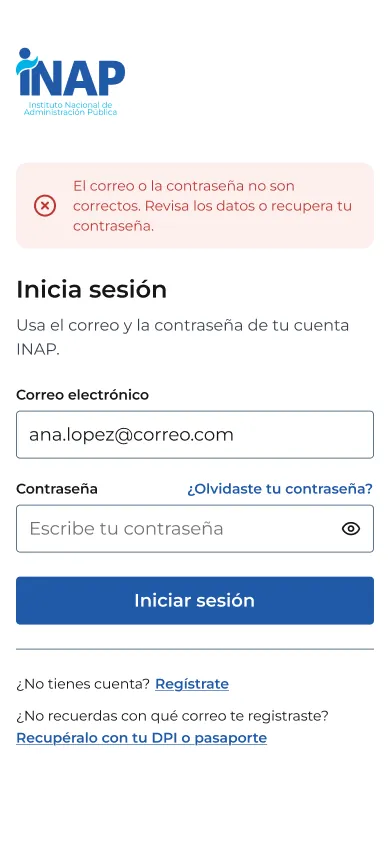 iNAP
Instituto Nacional de
Administración Pública
El correo o la contraseña no son
correctos. Revisa los datos o recupera tu
contraseña.
Inicia sesión
Usa el correo y la contraseña de tu cuenta
INAP.
Correo electrónico
ana.lopez@correo.com
Contraseña
¿Olvidaste tu contraseña?
Escribe tu contraseña
Iniciar sesión
¿No tienes cuenta? Regístrate
¿No recuerdas con qué correo te registraste?
Recupéralo con tu DPI o pasaporte